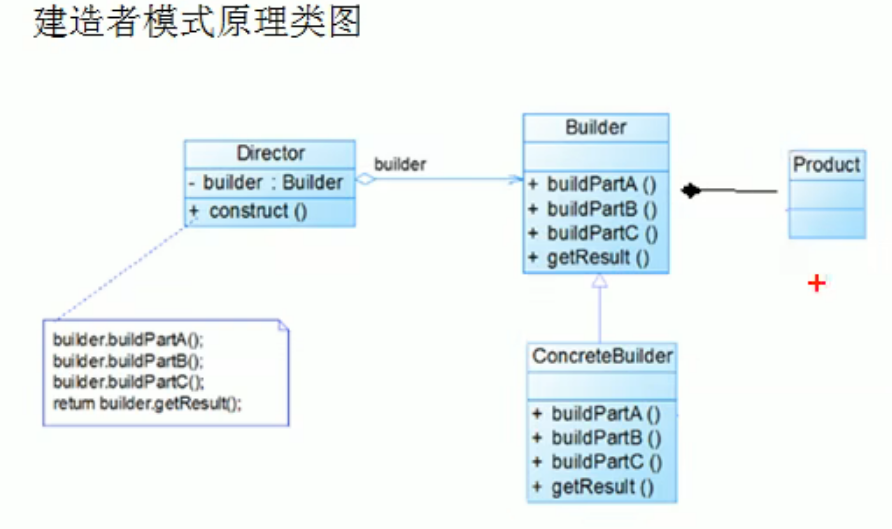 建造者模式原理类图
Director
- builder : Builder
+ construct ()
builder
Builder
+ buildPartA ()
+ buildPartB ()
+ buildPartC ()
+ getResult ()
Product
builder.buildPartA();
builder.buildPartB();
builder.buildPartC();
return builder.getResult();
ConcreteBuilder
+ buildPartA ()
+ buildPartB ()
+ buildPartC ()
+ getResult ()